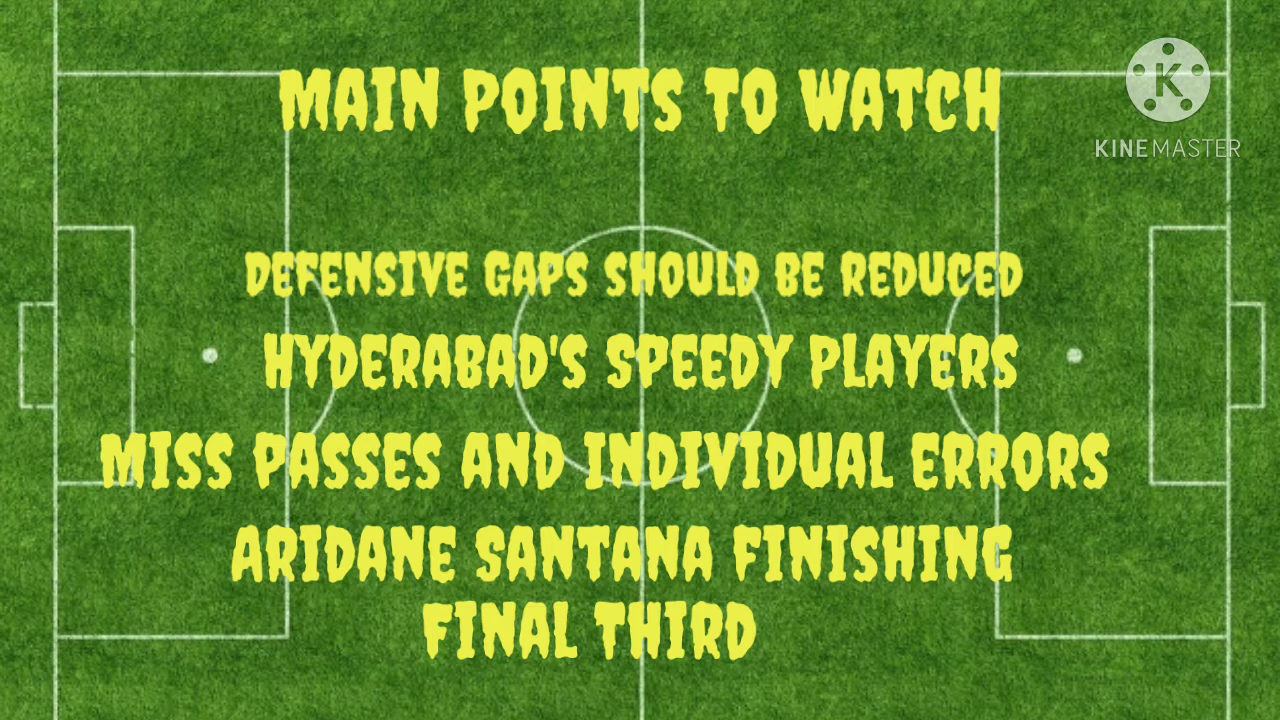 MAIN POINTS TO WATCH
K
KINEMASTER
DEFENSIVE GAPS SHOULD BE REDUCED
HYDERABAD'S SPEEDY PLAYERS
MISS PASSES AND INDIVIDUAL ERRORS
ARIDANE SANTANA FINISHING
FINAL THIRD